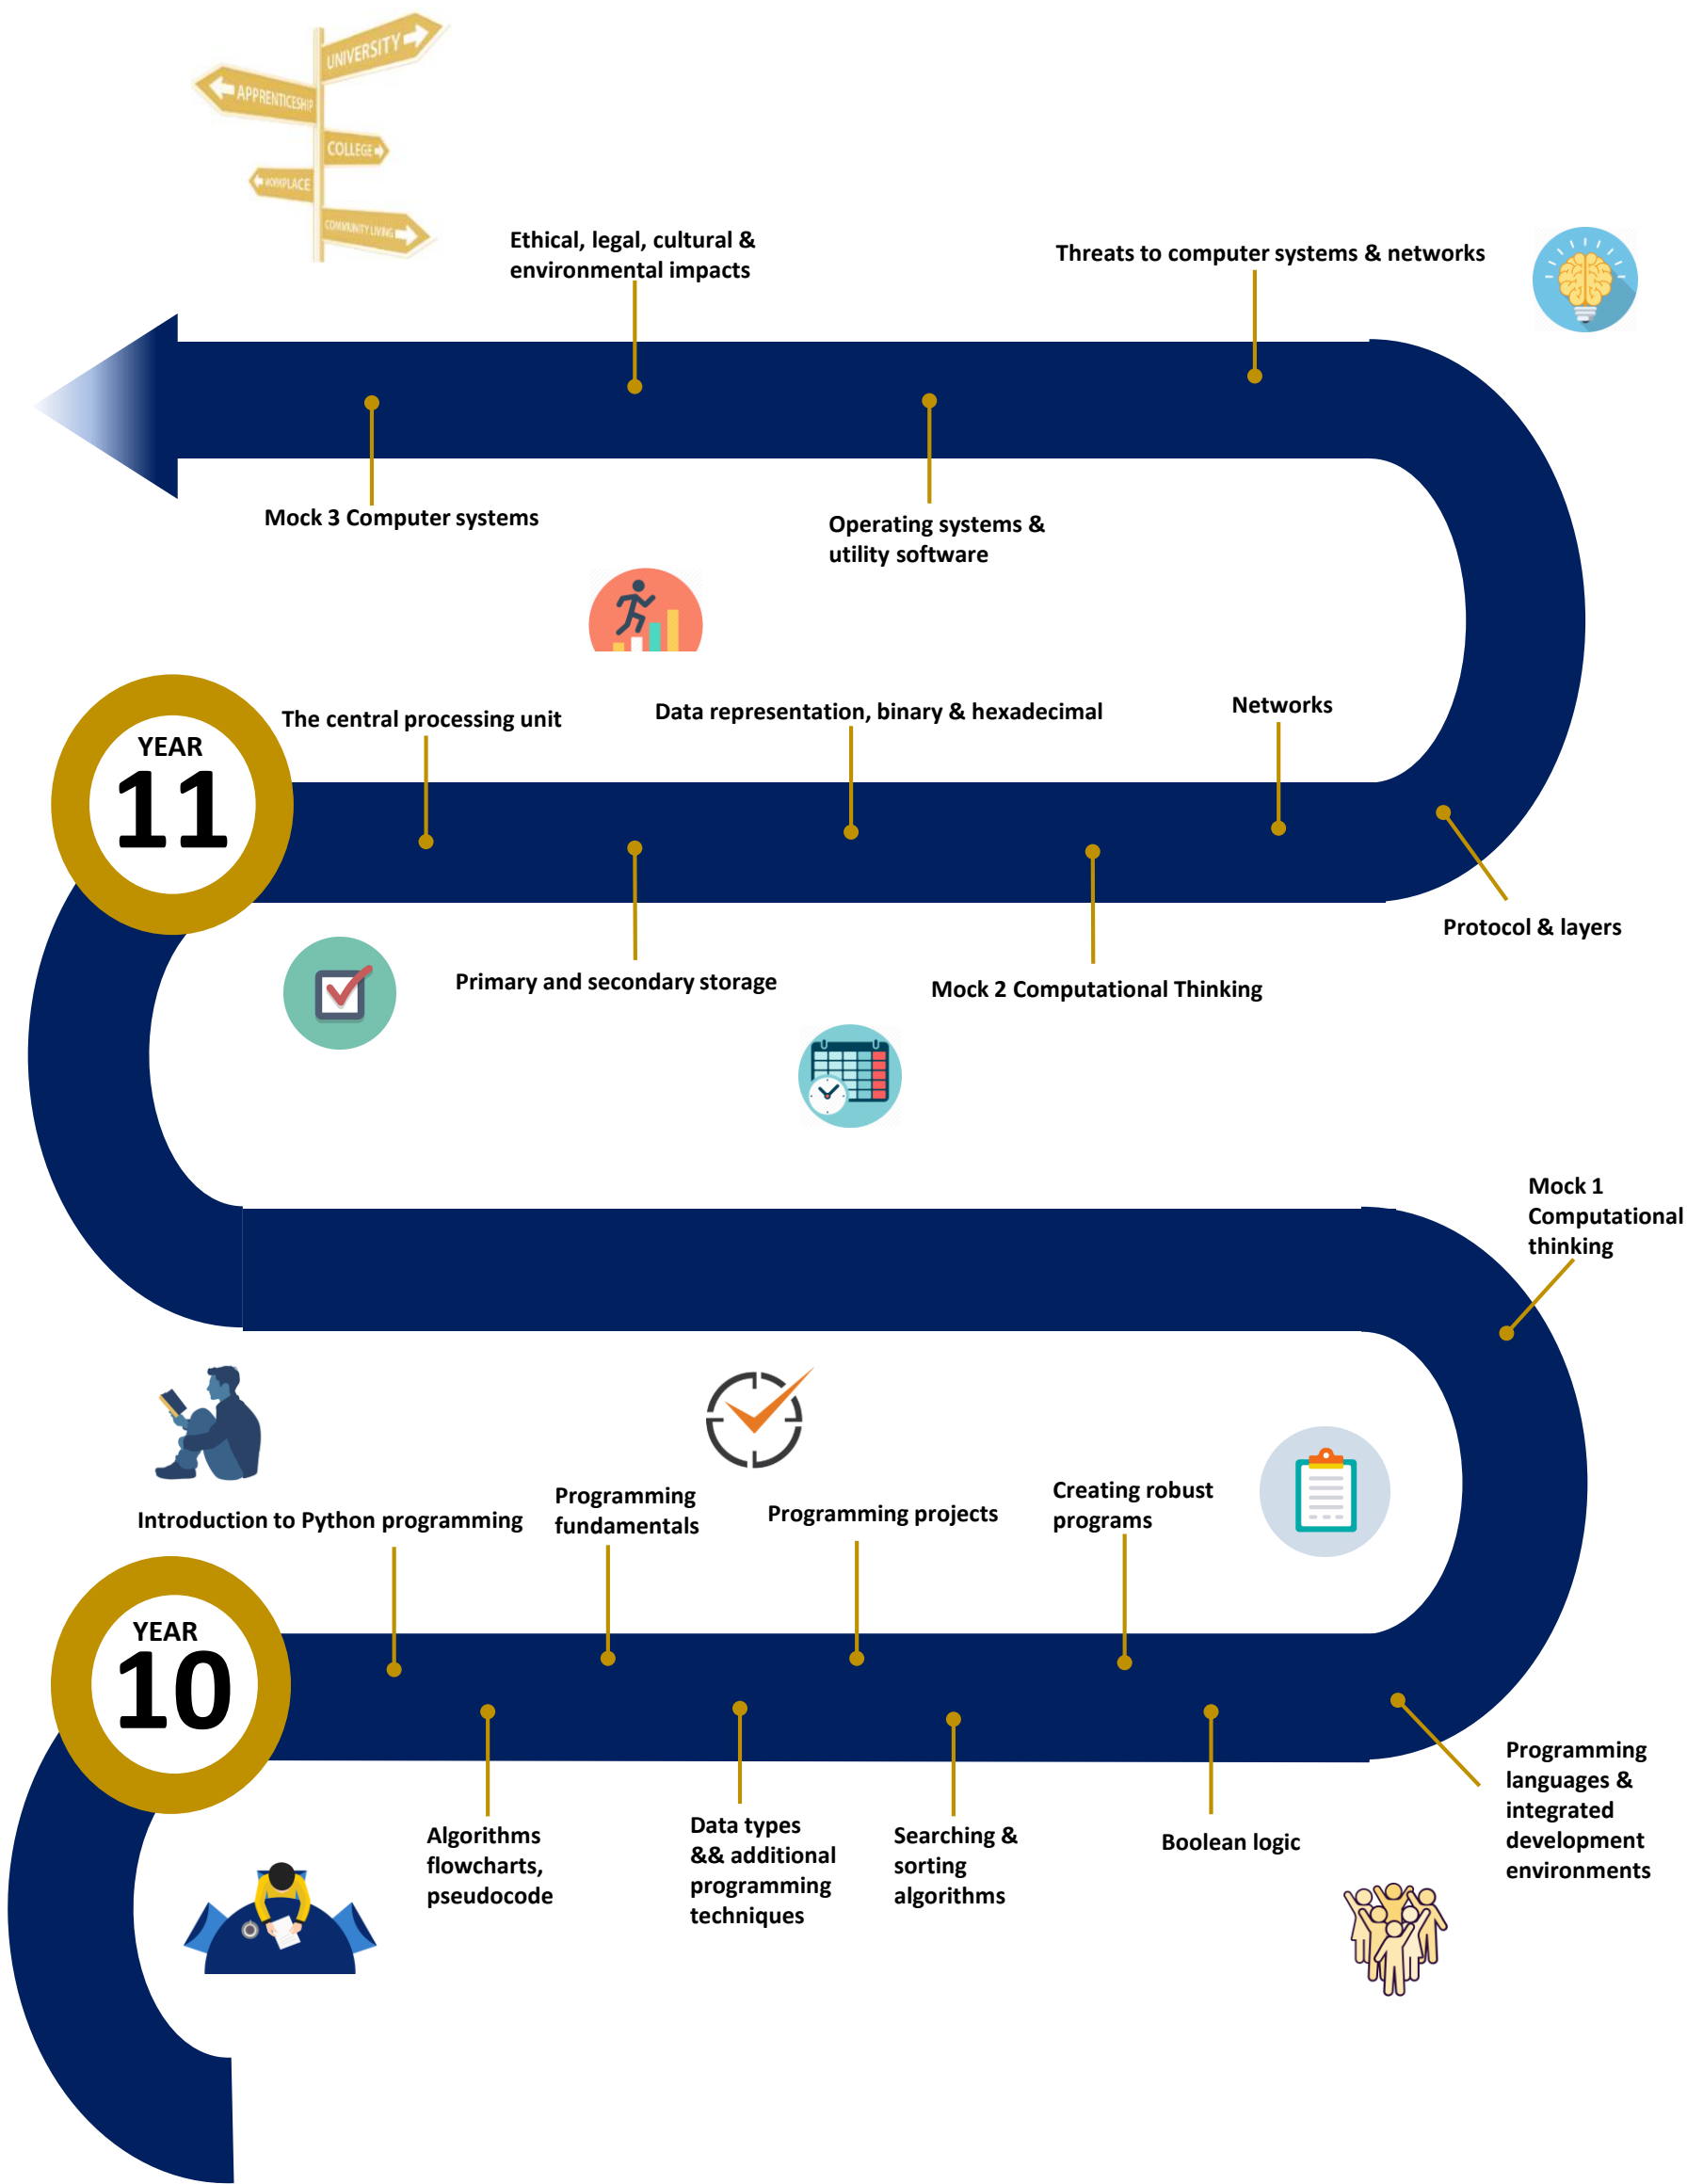 UNIVERSITY
APPRENTICESHIP
COLLEGE
WORKPLACE
COMMUNITY LIVING
Ethical, legal, cultural &
environmental impacts
Threats to computer systems & networks
Mock 3 Computer systems
Operating systems &
utility software
YEAR
11
The central processing unit
Data representation, binary & hexadecimal
Networks
Primary and secondary storage
Mock 2 Computational Thinking
Protocol & layers
Mock 1
Computational
thinking
Introduction to Python programming
Programming
fundamentals
Programming projects
Creating robust
programs
YEAR
10
Algorithms
flowcharts,
pseudocode
Data types
&& additional
programming
techniques
Searching &
sorting
algorithms
Boolean logic
Programming
languages &
integrated
development
environments